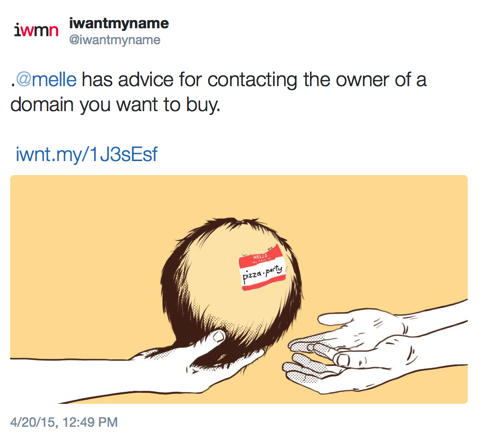 iwmn
iwantmyname
@iwantmyname
.@melle has advice for contacting the owner of a
domain you want to buy.
iwnt.my/1J3sEsf
HELLO
pizza.party
4/20/15, 12:49 PM